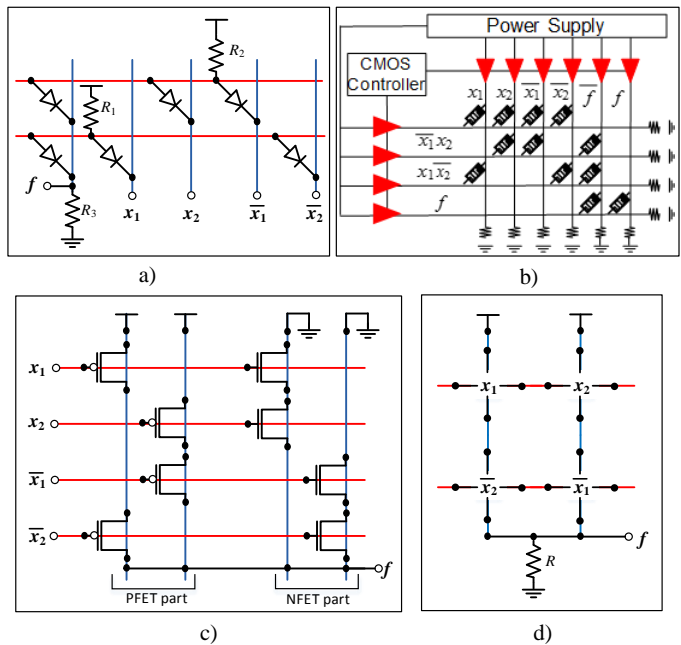 R₂
R₁
f
R₃
x₁ x₂ x̅₁ x̅₂
a)
Power Supply
CMOS
Controller
x₁ x₂ x̅₁ x̅₂ f̅ f
x̅₁x₂
x₁x̅₂
f
b)
x₁
x₂
x̅₁
x̅₂
f
PFET part NFET part
c)
x₁ x₂
x̅₂ x̅₁
f
R
d)